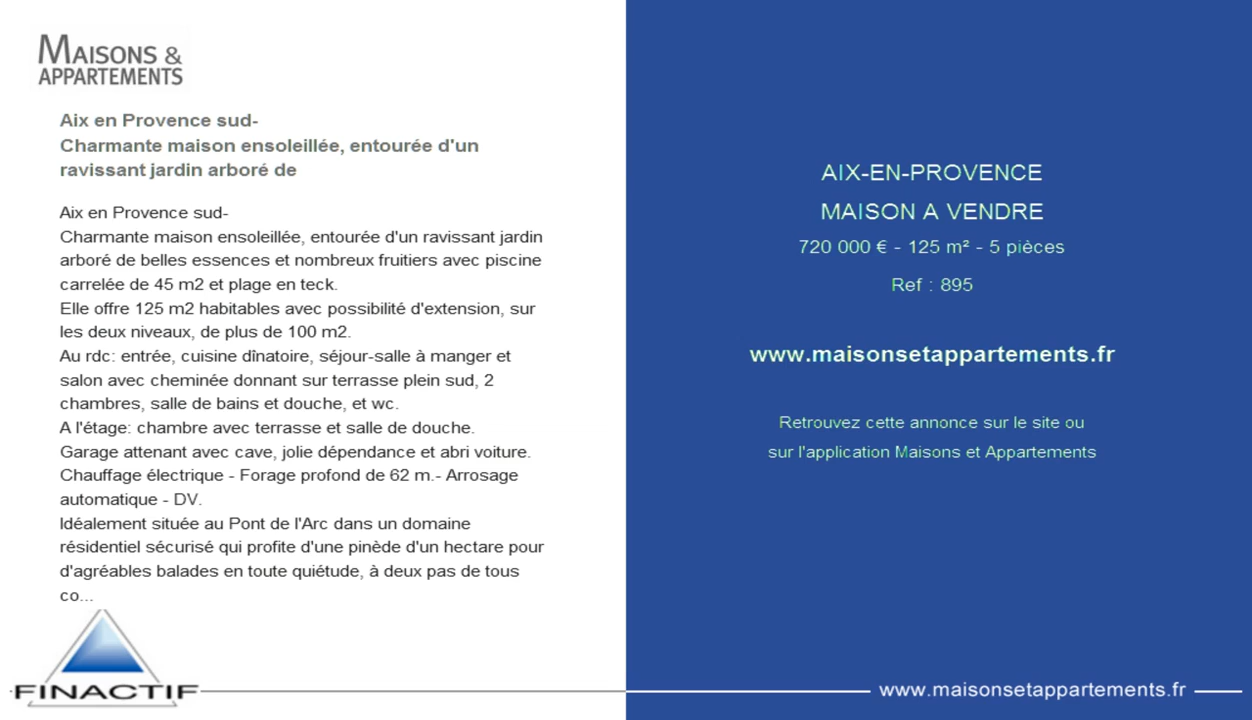 MAISONS &
APPARTEMENTS
Aix en Provence sud-
Charmante maison ensoleillée, entourée d'un
ravissant jardin arboré de
Aix en Provence sud-
Charmante maison ensoleillée, entourée d'un ravissant jardin
arboré de belles essences et nombreux fruitiers avec piscine
carrelée de 45 m2 et plage en teck.
Elle offre 125 m2 habitables avec possibilité d'extension, sur
les deux niveaux, de plus de 100 m2.
Au rdc: entrée, cuisine dînatoire, séjour-salle à manger et
salon avec cheminée donnant sur terrasse plein sud, 2
chambres, salle de bains et douche, et wc.
A l'étage: chambre avec terrasse et salle de douche.
Garage attenant avec cave, jolie dépendance et abri voiture.
Chauffage électrique - Forage profond de 62 m.- Arrosage
automatique - DV.
Idéalement située au Pont de l'Arc dans un domaine
résidentiel sécurisé qui profite d'une pinède d'un hectare pour
d'agréables balades en toute quiétude, à deux pas de tous
co...
FINACTIF
AIX-EN-PROVENCE
MAISON A VENDRE
720 000 € - 125 m² - 5 pièces
Ref : 895
www.maisonsetappartements.fr
Retrouvez cette annonce sur le site ou
sur l'application Maisons et Appartements
www.maisonsetappartements.fr